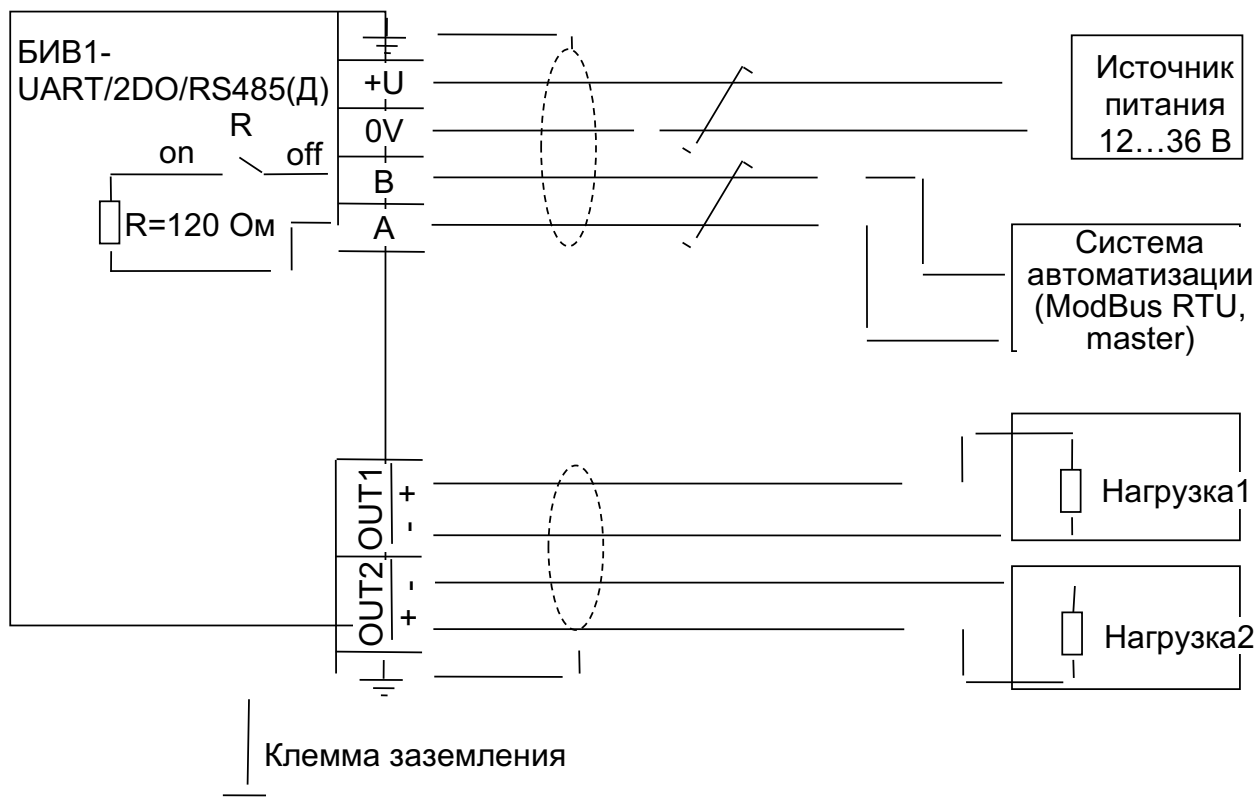 БИВ1-
UART/2DO/RS485(Д)
R
on
off
R=120 Ом
+U
0V
B
A
Источник
питания
12…36 В
Система
автоматизации
(ModBus RTU,
master)
OUT1
+
-
OUT2
-
+
Нагрузка1
Нагрузка2
Клемма заземления